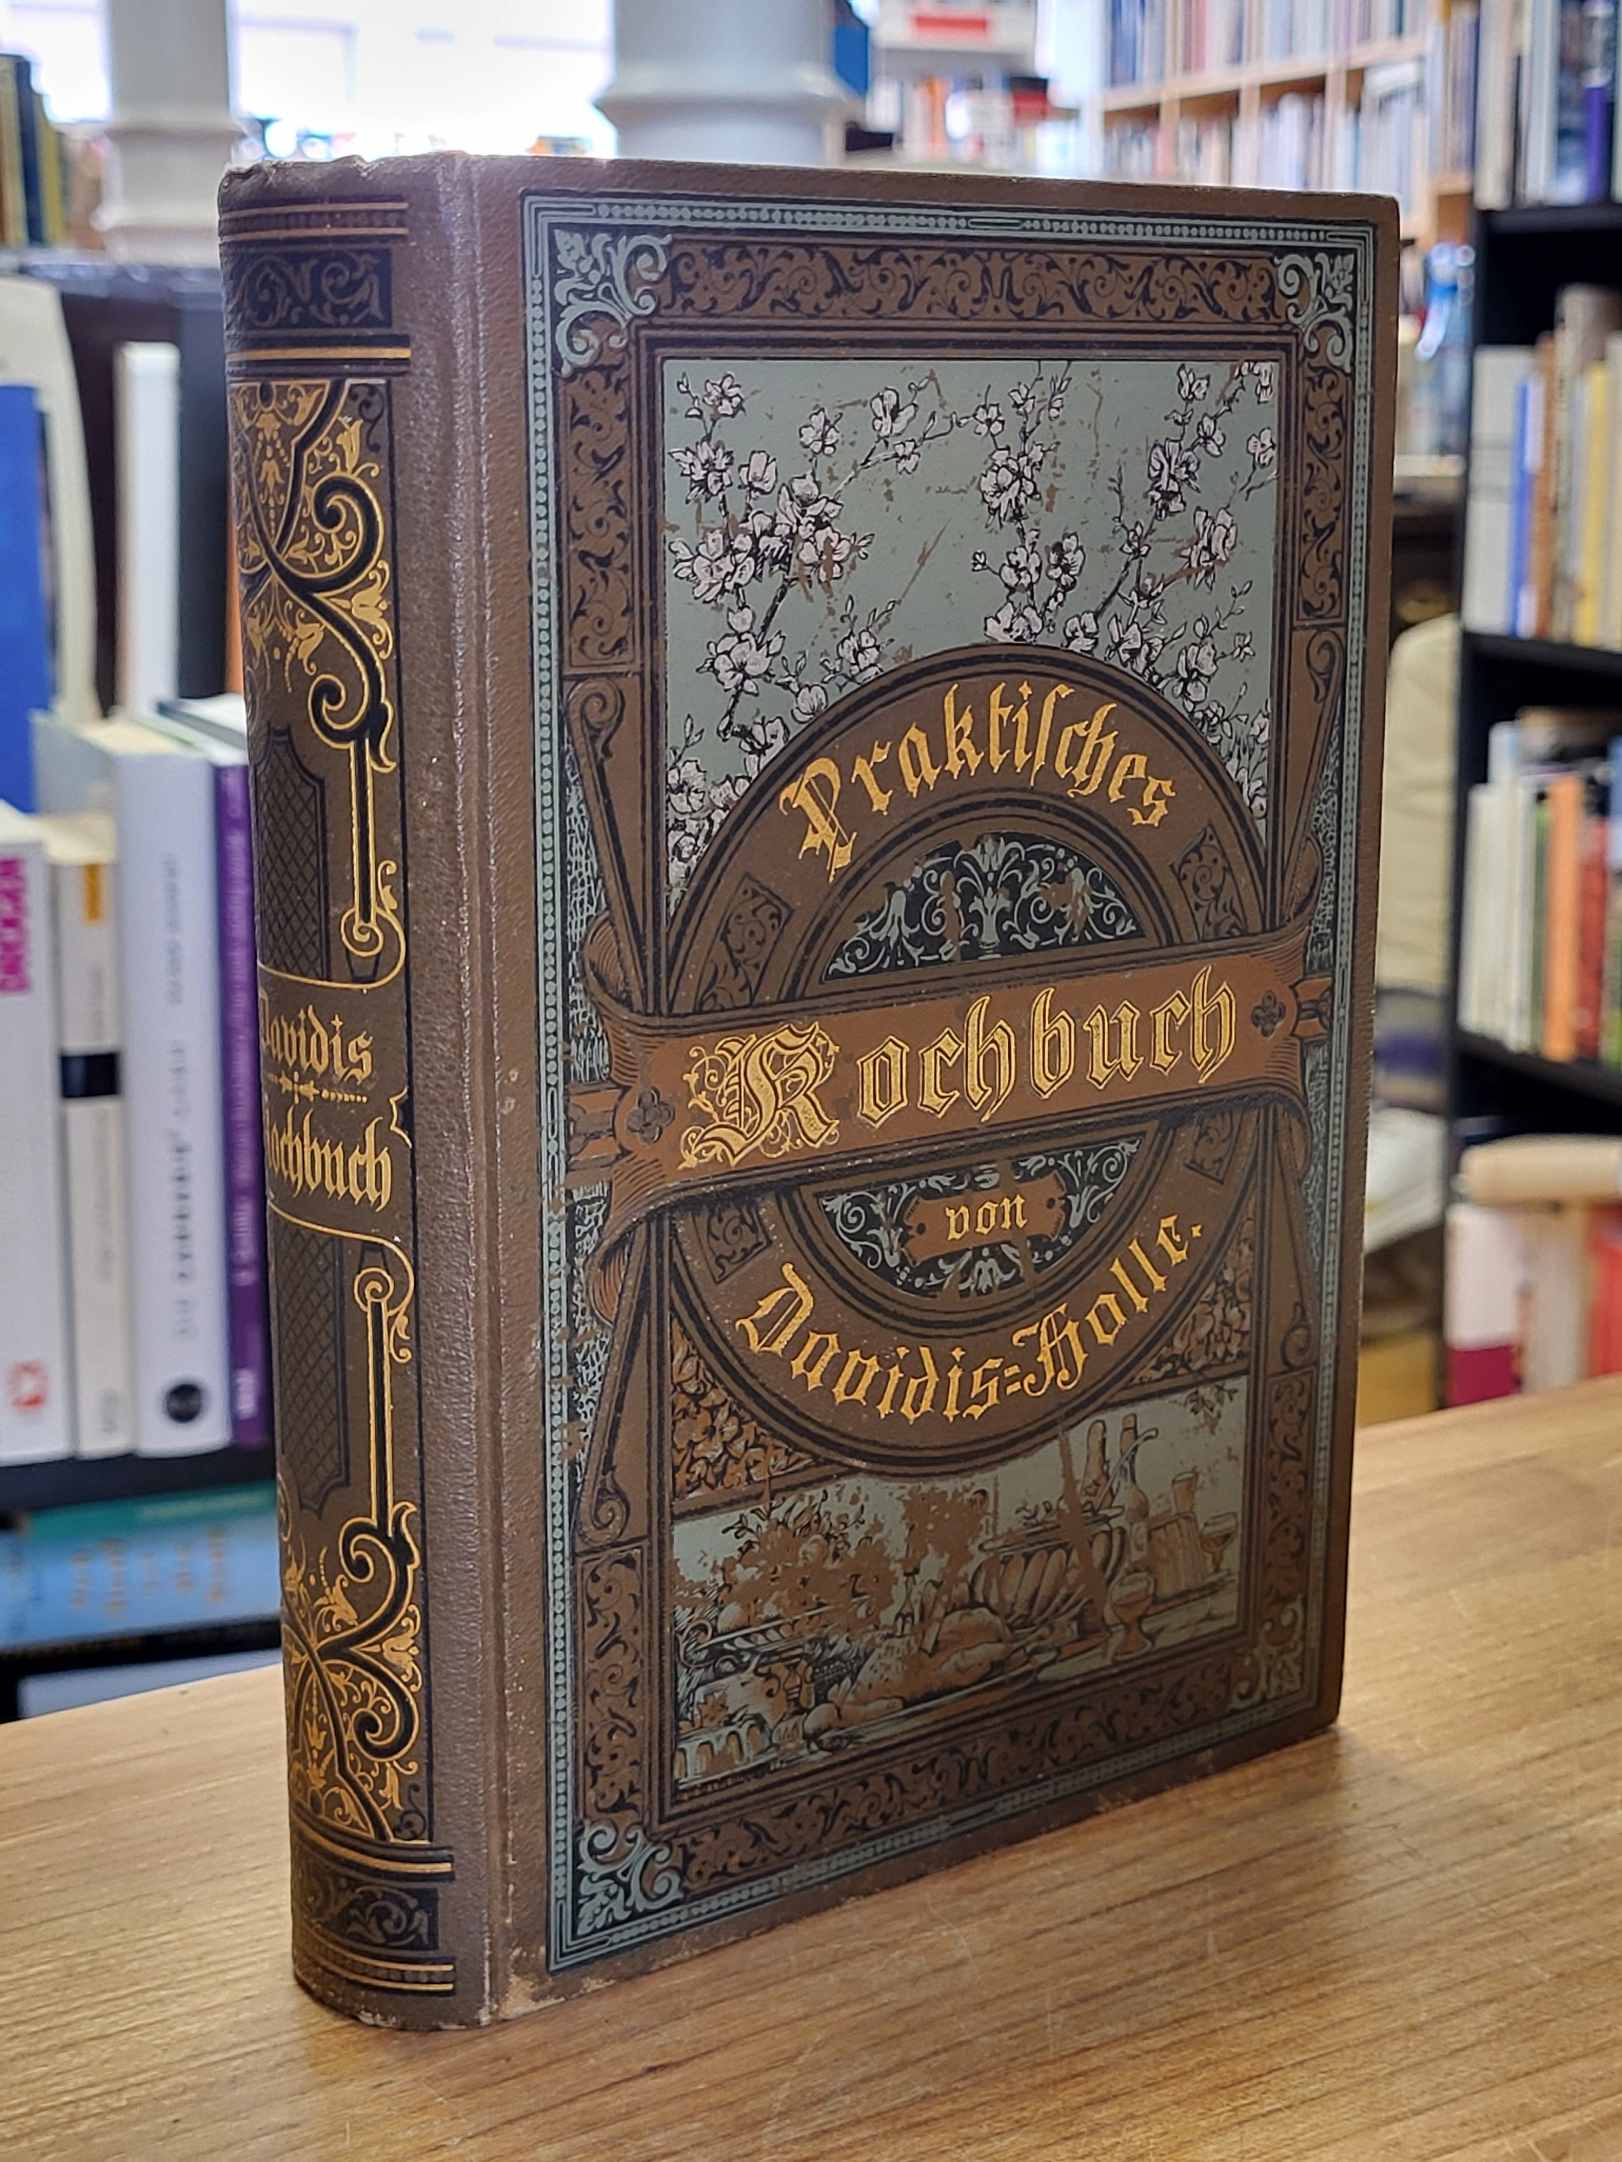 Praktiſches
Kochbuch
von
Davidis=Holle.
Davidis
Kochbuch